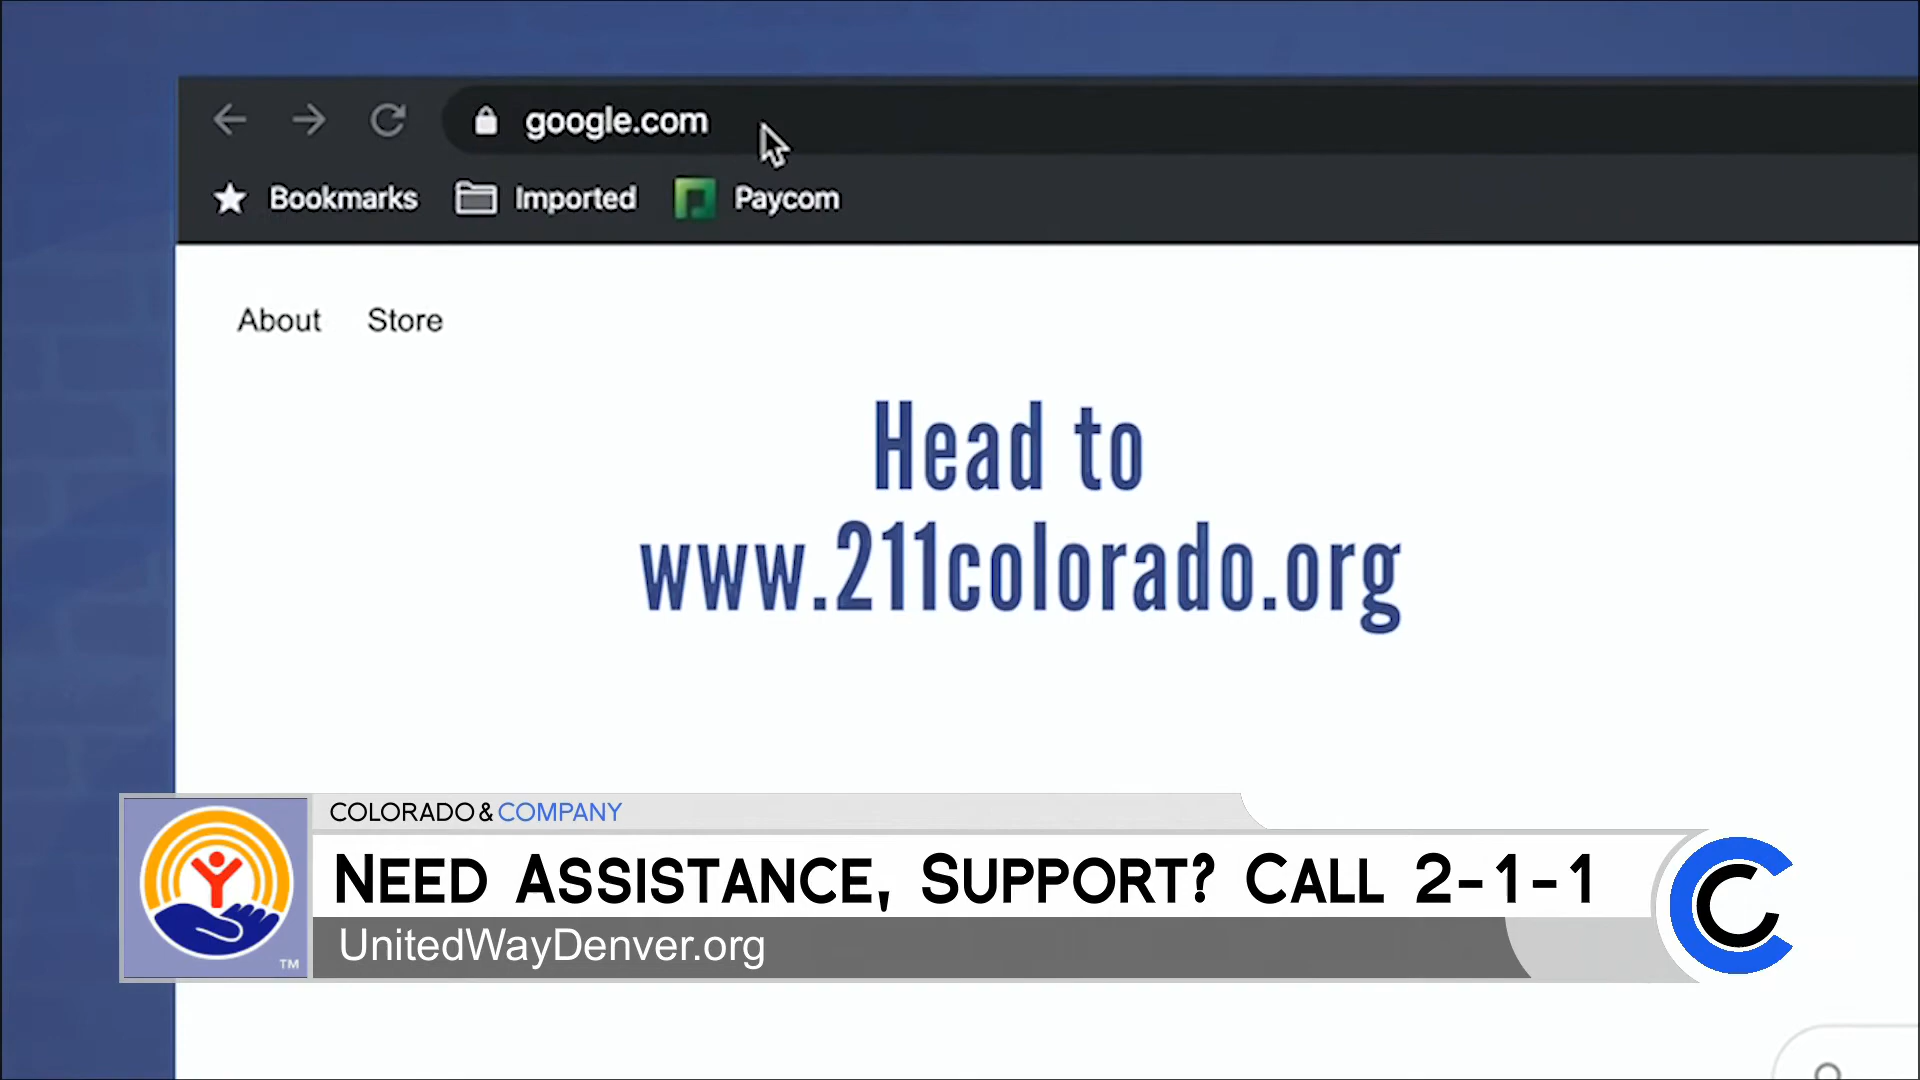 google.com
Bookmarks Imported Paycom
About Store
Head to
www.211colorado.org
COLORADO & COMPANY
NEED ASSISTANCE, SUPPORT? CALL 2-1-1
UnitedWayDenver.org
TM